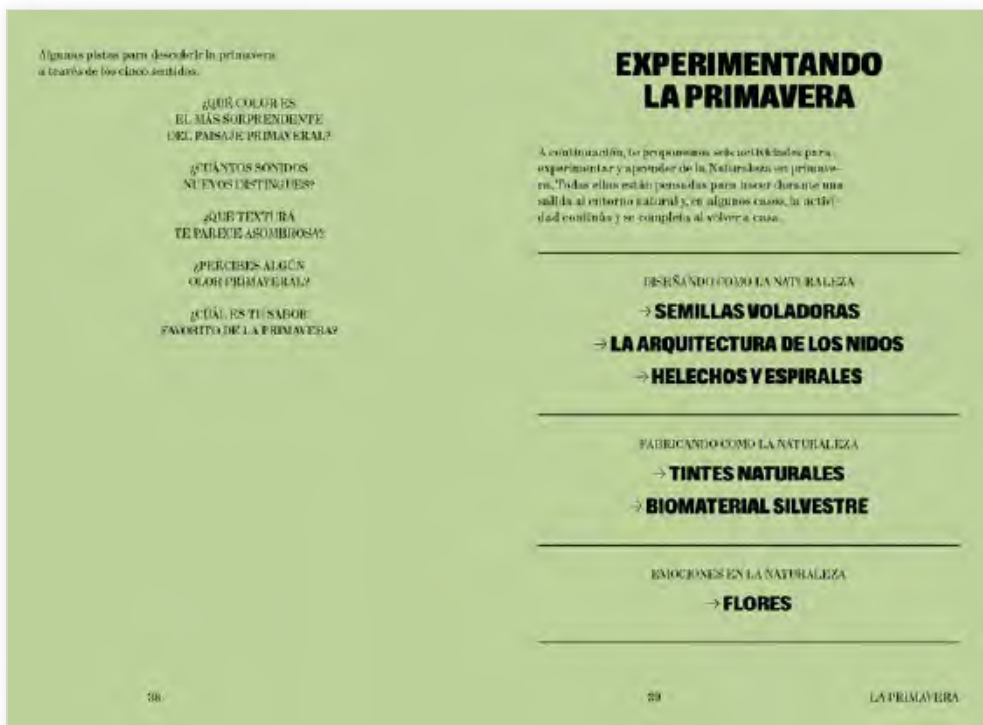 Algunas pistas para descubrir la primavera
a través de los cinco sentidos.
¿QUÉ COLOR ES
EL MÁS SORPRENDENTE
DEL PAISAJE PRIMAVERAL?
¿CUÁNTOS SONIDOS
NUEVOS DISTINGUES?
¿QUÉ TEXTURA
TE PARECE ASOMBROSA?
¿PERCIBES ALGÚN
OLOR PRIMAVERAL?
¿CUÁL ES TU SABOR
FAVORITO DE LA PRIMAVERA?
38
EXPERIMENTANDO
LA PRIMAVERA
A continuación, te proponemos seis actividades para
experimentar y aprender de la Naturaleza en primave-
ra. Todas ellas están pensadas para hacer durante una
salida al entorno natural y, en algunos casos, la activi-
dad continúa y se completa al volver a casa.
DISEÑANDO COMO LA NATURALEZA
→ SEMILLAS VOLADORAS
→ LA ARQUITECTURA DE LOS NIDOS
→ HELECHOS Y ESPIRALES
FABRICANDO COMO LA NATURALEZA
→ TINTES NATURALES
→ BIOMATERIAL SILVESTRE
EMOCIONES EN LA NATURALEZA
→ FLORES
39
LA PRIMAVERA